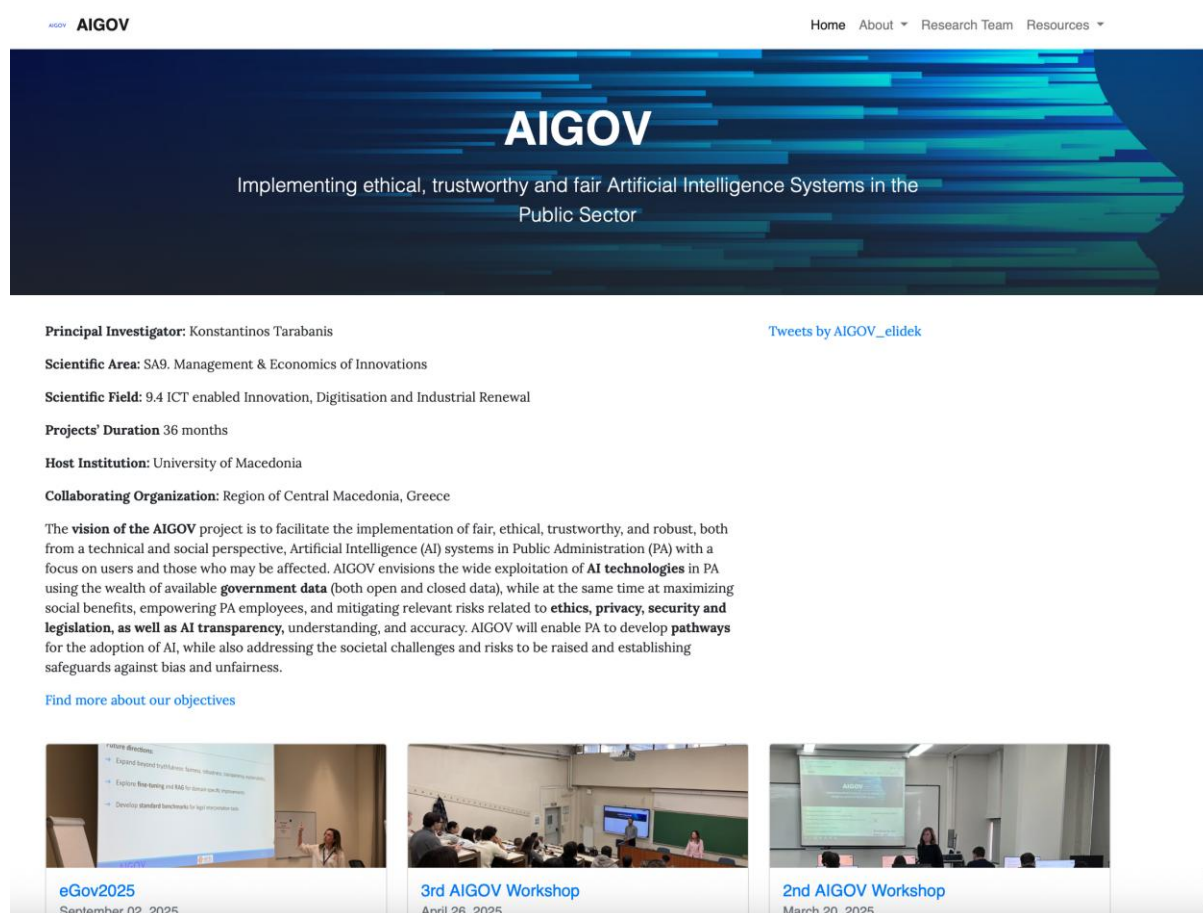 AIGOV AIGOV
Home About Research Team Resources
AIGOV
Implementing ethical, trustworthy and fair Artificial Intelligence Systems in the
Public Sector
Principal Investigator: Konstantinos Tarabanis
Scientific Area: SA9. Management & Economics of Innovations
Scientific Field: 9.4 ICT enabled Innovation, Digitisation and Industrial Renewal
Projects’ Duration 36 months
Host Institution: University of Macedonia
Collaborating Organization: Region of Central Macedonia, Greece
The vision of the AIGOV project is to facilitate the implementation of fair, ethical, trustworthy, and robust, both
from a technical and social perspective, Artificial Intelligence (AI) systems in Public Administration (PA) with a
focus on users and those who may be affected. AIGOV envisions the wide exploitation of AI technologies in PA
using the wealth of available government data (both open and closed data), while at the same time at maximizing
social benefits, empowering PA employees, and mitigating relevant risks related to ethics, privacy, security and
legislation, as well as AI transparency, understanding, and accuracy. AIGOV will enable PA to develop pathways
for the adoption of AI, while also addressing the societal challenges and risks to be raised and establishing
safeguards against bias and unfairness.
Find more about our objectives
Tweets by AIGOV_elidek
Future directions:
Expand beyond truthfulness: fairness, robustness, transparency,
Explore fine-tuning and RAG for domain-specific improvements
Develop standard benchmarks for legal interpretation tasks
AIGOV
eGov2025
September 02, 2025
3rd AIGOV Workshop
April 26, 2025
AIGOV
2nd AIGOV Workshop
March 20, 2025